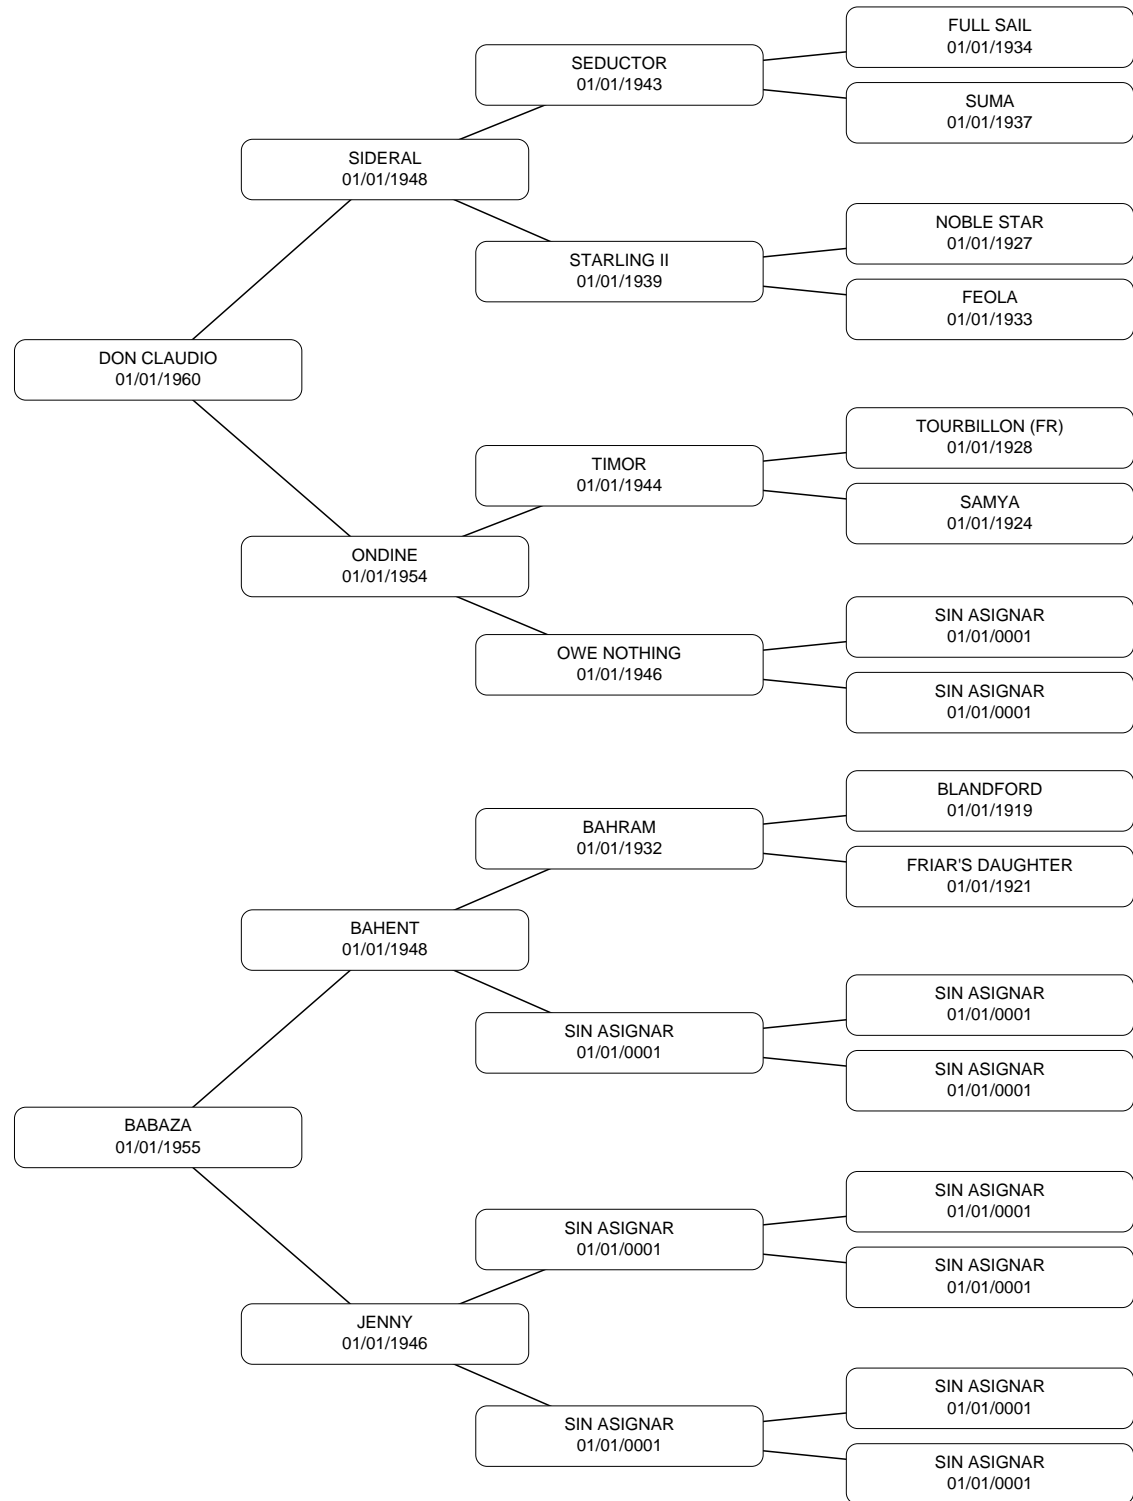 FULL SAIL
01/01/1934
SEDUCTOR
01/01/1943
SUMA
01/01/1937
SIDERAL
01/01/1948
NOBLE STAR
01/01/1927
STARLING II
01/01/1939
FEOLA
01/01/1933
DON CLAUDIO
01/01/1960
TOURBILLON (FR)
01/01/1928
TIMOR
01/01/1944
SAMYA
01/01/1924
ONDINE
01/01/1954
SIN ASIGNAR
01/01/0001
OWE NOTHING
01/01/1946
SIN ASIGNAR
01/01/0001
BLANDFORD
01/01/1919
BAHRAM
01/01/1932
FRIAR'S DAUGHTER
01/01/1921
BAHENT
01/01/1948
SIN ASIGNAR
01/01/0001
SIN ASIGNAR
01/01/0001
SIN ASIGNAR
01/01/0001
BABAZA
01/01/1955
SIN ASIGNAR
01/01/0001
SIN ASIGNAR
01/01/0001
SIN ASIGNAR
01/01/0001
JENNY
01/01/1946
SIN ASIGNAR
01/01/0001
SIN ASIGNAR
01/01/0001
SIN ASIGNAR
01/01/0001